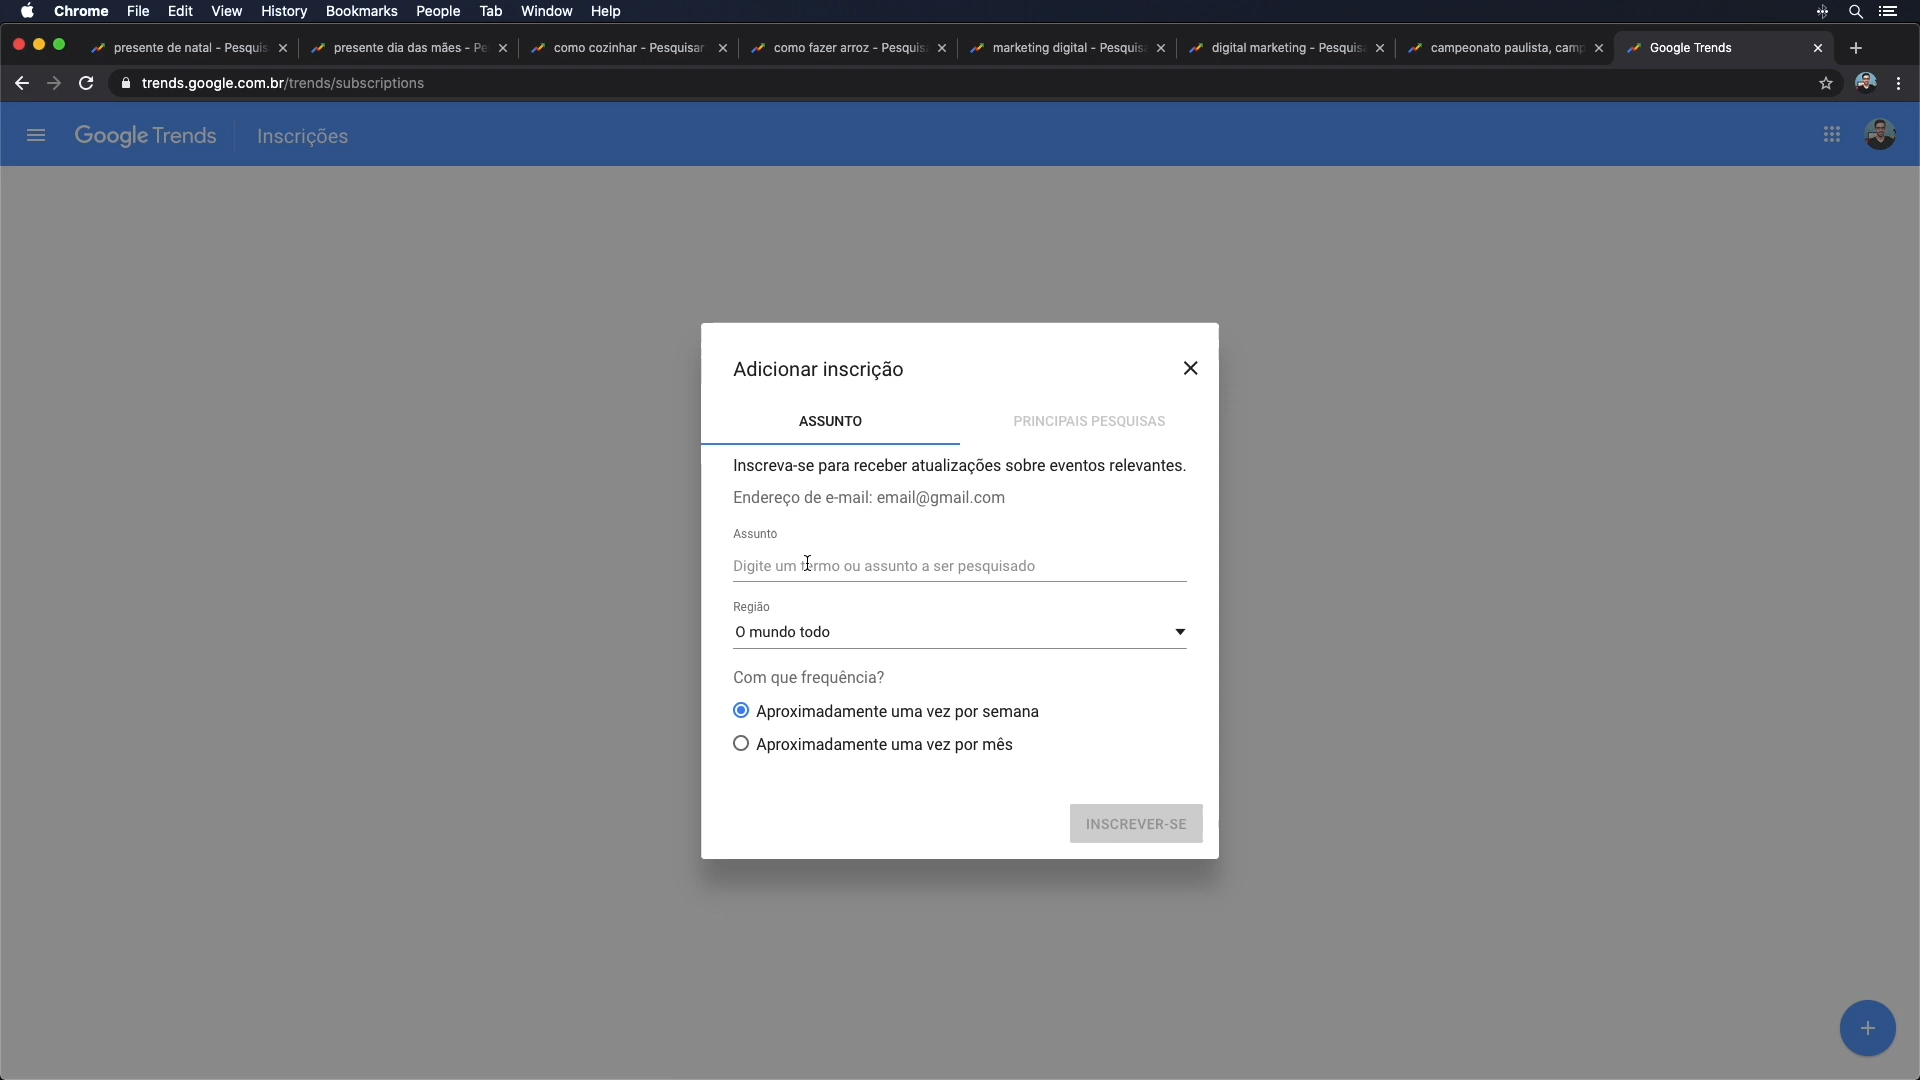 Chrome File Edit View History Bookmarks People Tab Window Help
presente de natal - Pesquis
presente dia das mães - Pe
como cozinhar - Pesquisar
como fazer arroz - Pesquis
marketing digital - Pesquis
digital marketing - Pesquis
campeonato paulista, camp
Google Trends
trends.google.com.br/trends/subscriptions
Google Trends Inscrições
Adicionar inscrição
ASSUNTO PRINCIPAIS PESQUISAS
Inscreva-se para receber atualizações sobre eventos relevantes.
Endereço de e-mail: email@gmail.com
Assunto
Digite um termo ou assunto a ser pesquisado
Região
O mundo todo
Com que frequência?
Aproximadamente uma vez por semana
Aproximadamente uma vez por mês
INSCREVER-SE